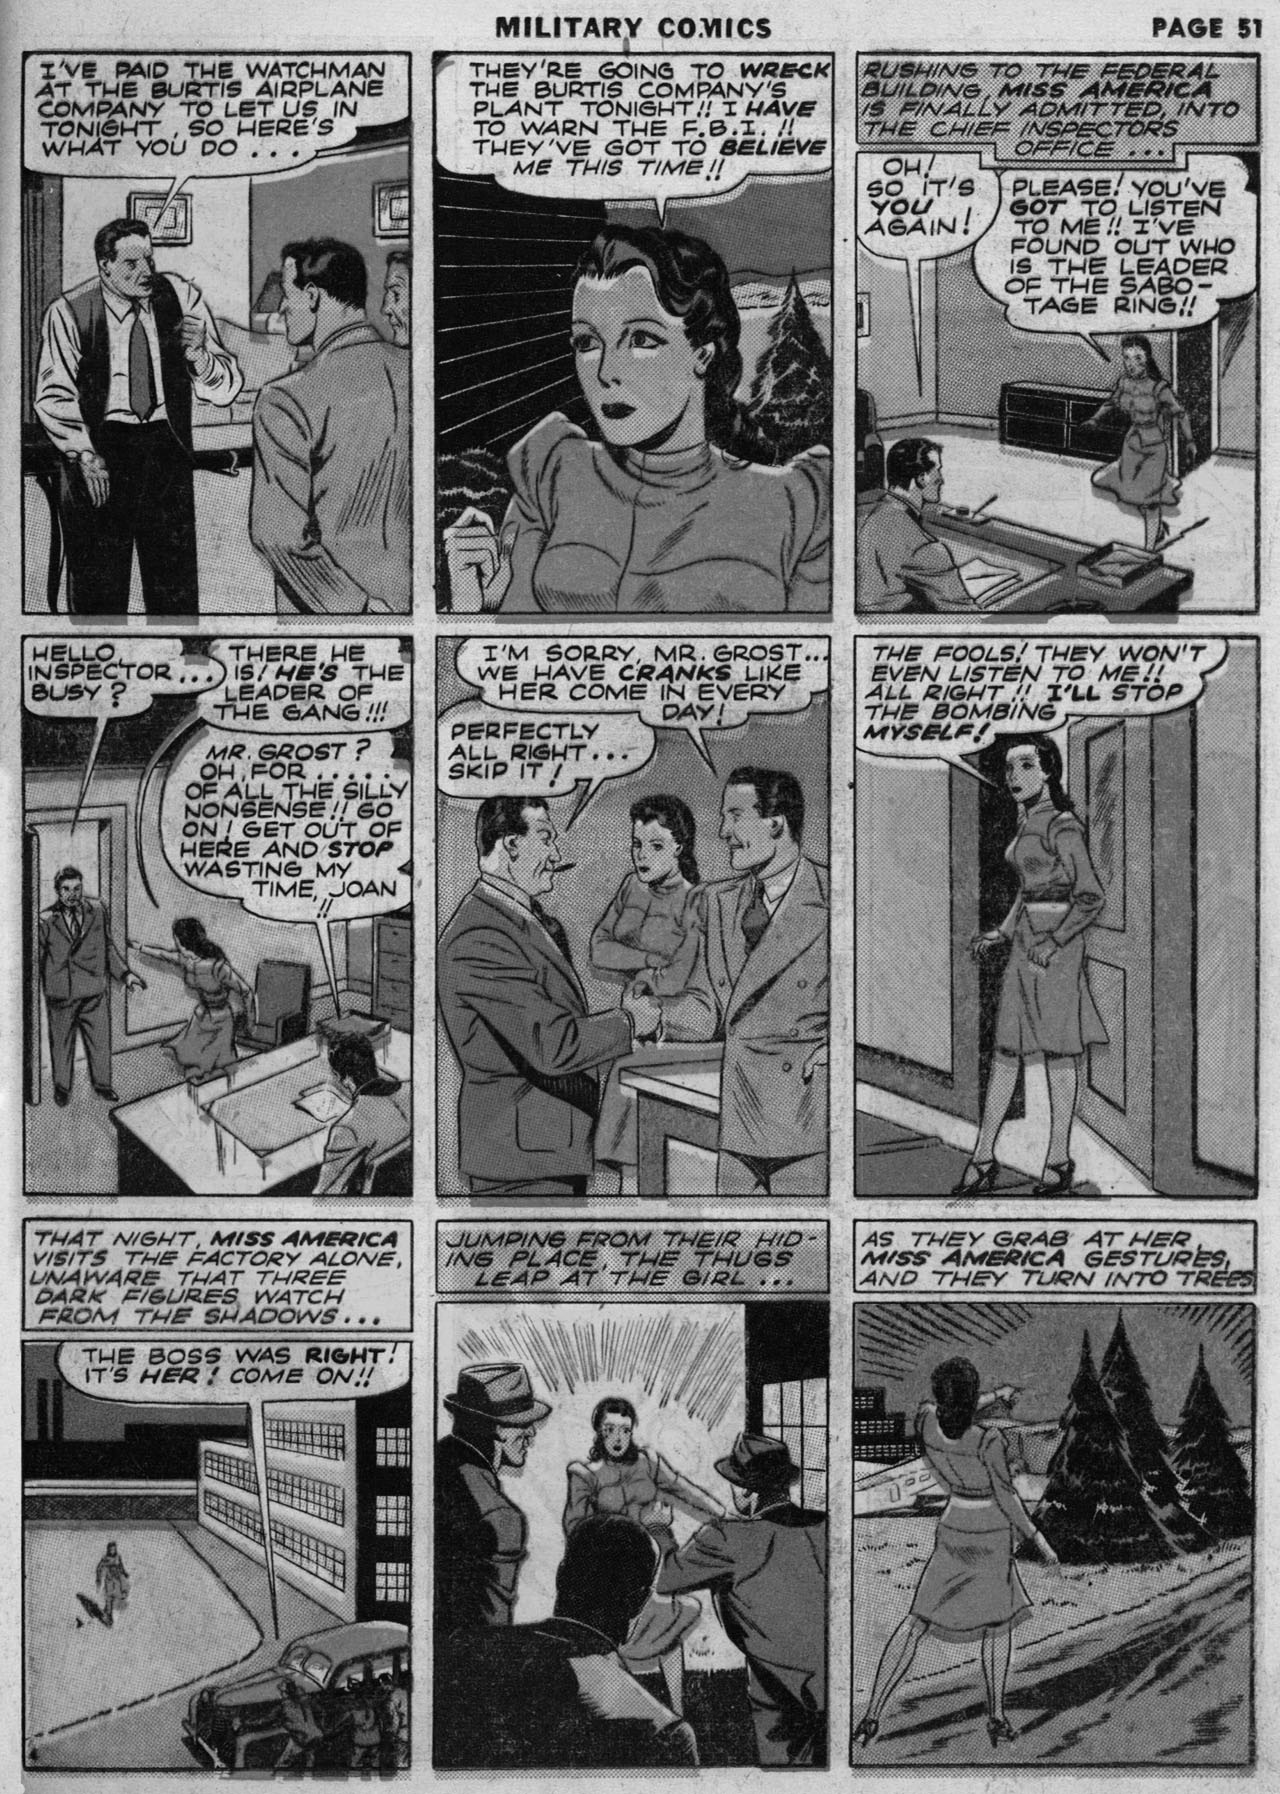 MILITARY COMICS
PAGE 51
I'VE PAID THE WATCHMAN
AT THE BURTIS AIRPLANE
COMPANY TO LET US IN
TONIGHT, SO HERE'S
WHAT YOU DO . . .
THEY'RE GOING TO WRECK
THE BURTIS COMPANY'S
PLANT TONIGHT!! I HAVE
TO WARN THE F.B.I. !!
THEY'VE GOT TO BELIEVE
ME THIS TIME!!
RUSHING TO THE FEDERAL
BUILDING, MISS AMERICA
IS FINALLY ADMITTED INTO
THE CHIEF INSPECTORS
OFFICE . . .
OH!
SO IT'S
YOU
AGAIN!
PLEASE! YOU'VE
GOT TO LISTEN
TO ME!! I'VE
FOUND OUT WHO
IS THE LEADER
OF THE SABO-
TAGE RING!!
HELLO,
INSPECTOR...
BUSY?
THERE HE
IS! HE'S THE
LEADER OF
THE GANG!!!
MR. GROST?
OH, FOR . . . . .
OF ALL THE SILLY
NONSENSE!! GO
ON! GET OUT OF
HERE AND STOP
WASTING MY
TIME, JOAN
!!
I'M SORRY, MR. GROST...
WE HAVE CRANKS LIKE
HER COME IN EVERY
DAY!
PERFECTLY
ALL RIGHT...
SKIP IT!
THE FOOLS! THEY WON'T
EVEN LISTEN TO ME!!
ALL RIGHT!! I'LL STOP
THE BOMBING
MYSELF!
THAT NIGHT, MISS AMERICA
VISITS THE FACTORY ALONE,
UNAWARE THAT THREE
DARK FIGURES WATCH
FROM THE SHADOWS...
THE BOSS WAS RIGHT!
IT'S HER! COME ON!!
JUMPING FROM THEIR HID-
ING PLACE, THE THUGS
LEAP AT THE GIRL ...
AS THEY GRAB AT HER,
MISS AMERICA GESTURES,
AND THEY TURN INTO TREES